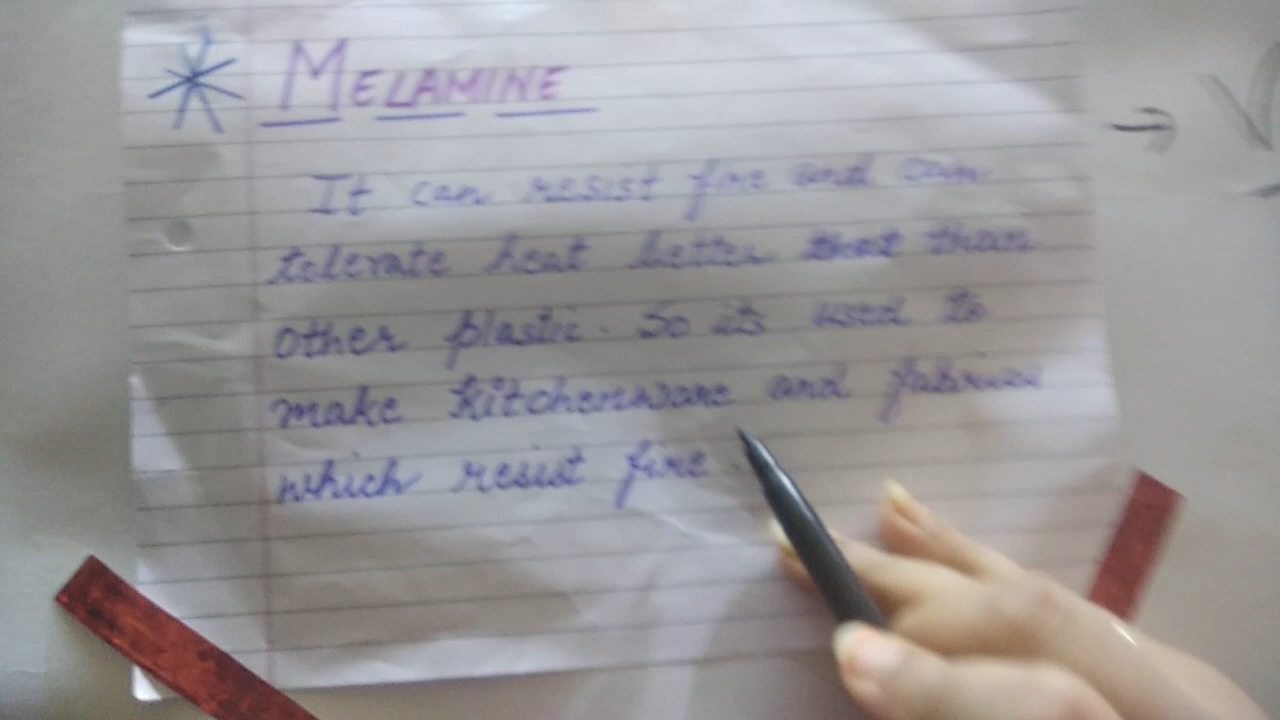 MELAMINE
It can resist fire and can
tolerate heat better that than
other plastic. So its used to
make kitchenware and fabrics
which resist fire.